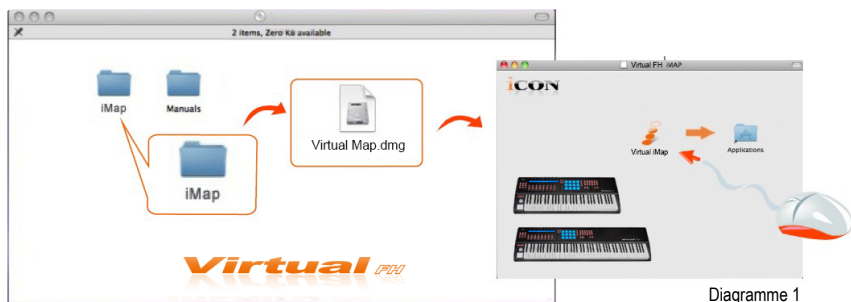 2 items, Zero KB available
iMap
Manuals
iMap
Virtual Map.dmg
Virtual FH
Virtual FH iMAP
iCON
Virtual iMap
Applications
Diagramme 1